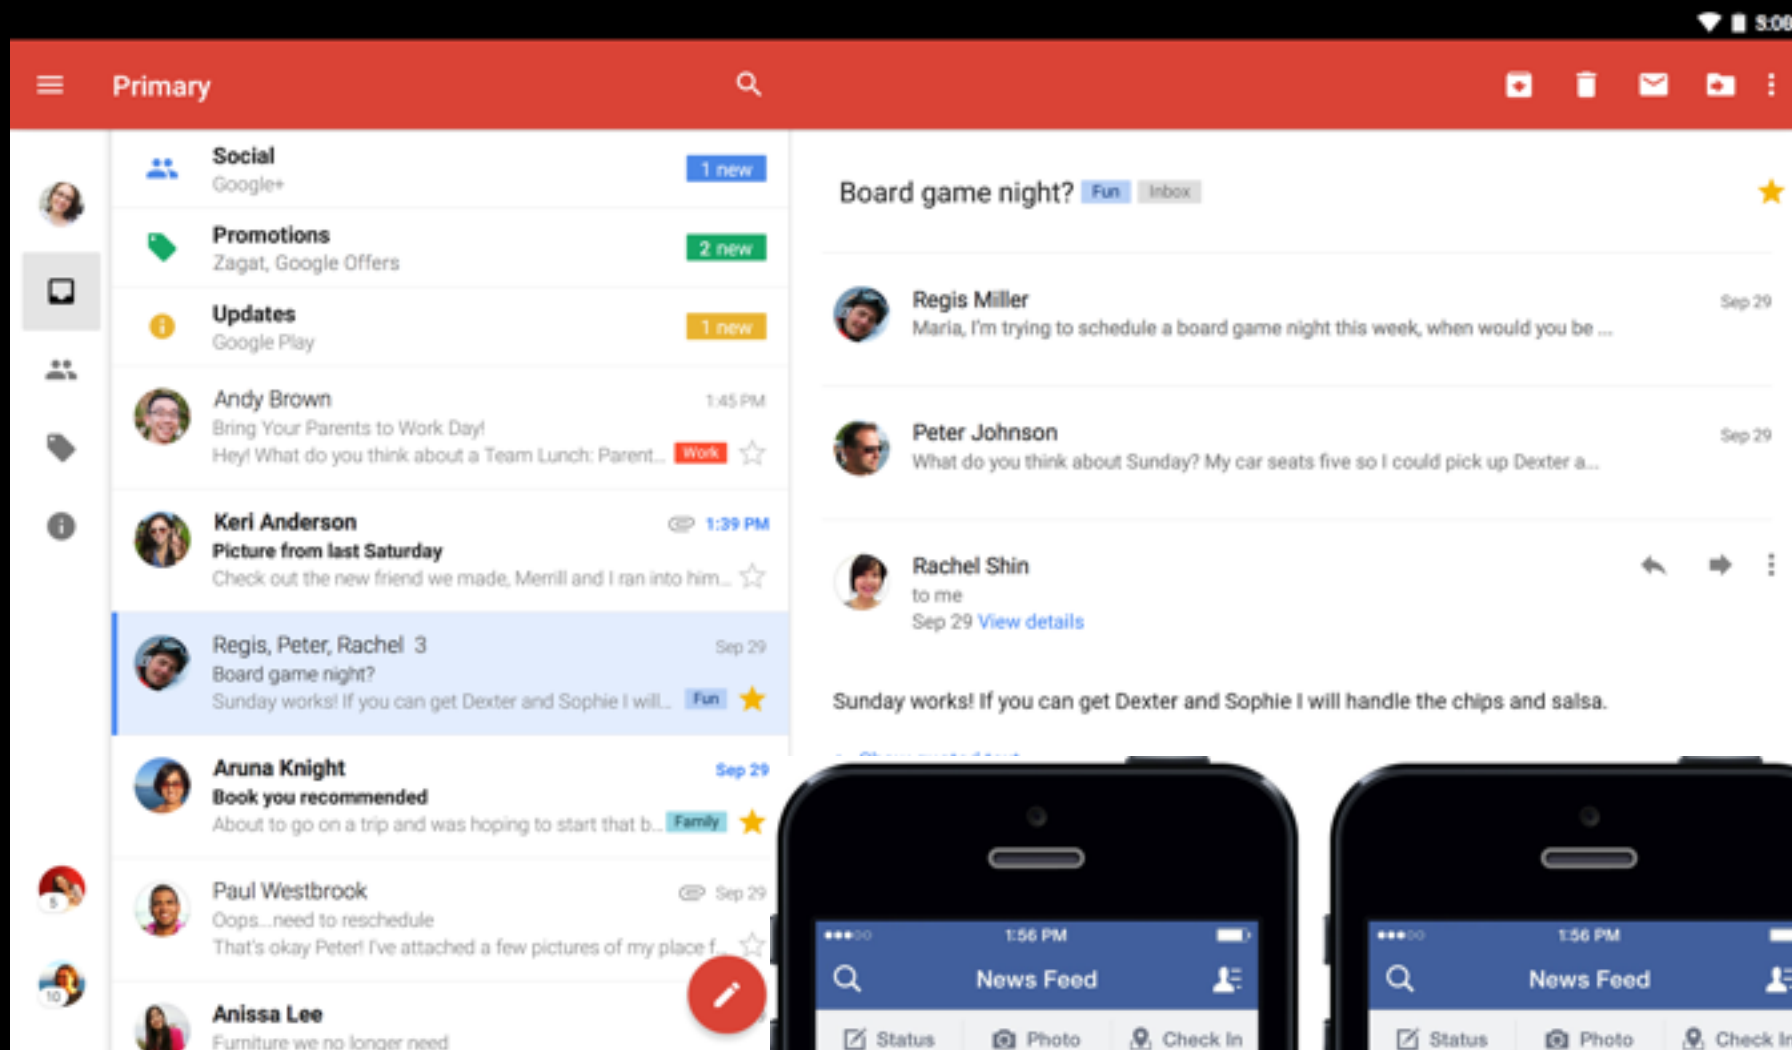 Primary
Social
1 new
Google+
Promotions
2 new
Zagat, Google Offers
Updates
1 new
Google Play
Andy Brown
1:45 PM
Bring Your Parents to Work Day!
Hey! What do you think about a Team Lunch: Parent...
Work
Keri Anderson
1:39 PM
Picture from last Saturday
Check out the new friend we made, Merrill and I ran into him...
Regis, Peter, Rachel 3
Sep 29
Board game night?
Sunday works! If you can get Dexter and Sophie I will...
Fun
Aruna Knight
Sep 29
Book you recommended
About to go on a trip and was hoping to start that b...
Family
Paul Westbrook
Sep 29
Oops...need to reschedule
That's okay Peter! I've attached a few pictures of my place f...
Anissa Lee
Furniture we no longer need
5
10
Board game night? Fun Inbox
Regis Miller
Sep 29
Maria, I'm trying to schedule a board game night this week, when would you be ...
Peter Johnson
Sep 29
What do you think about Sunday? My car seats five so I could pick up Dexter a...
Rachel Shin
to me
Sep 29 View details
Sunday works! If you can get Dexter and Sophie I will handle the chips and salsa.
1:56 PM
News Feed
Status Photo Check In
1:56 PM
News Feed
Status Photo Check In